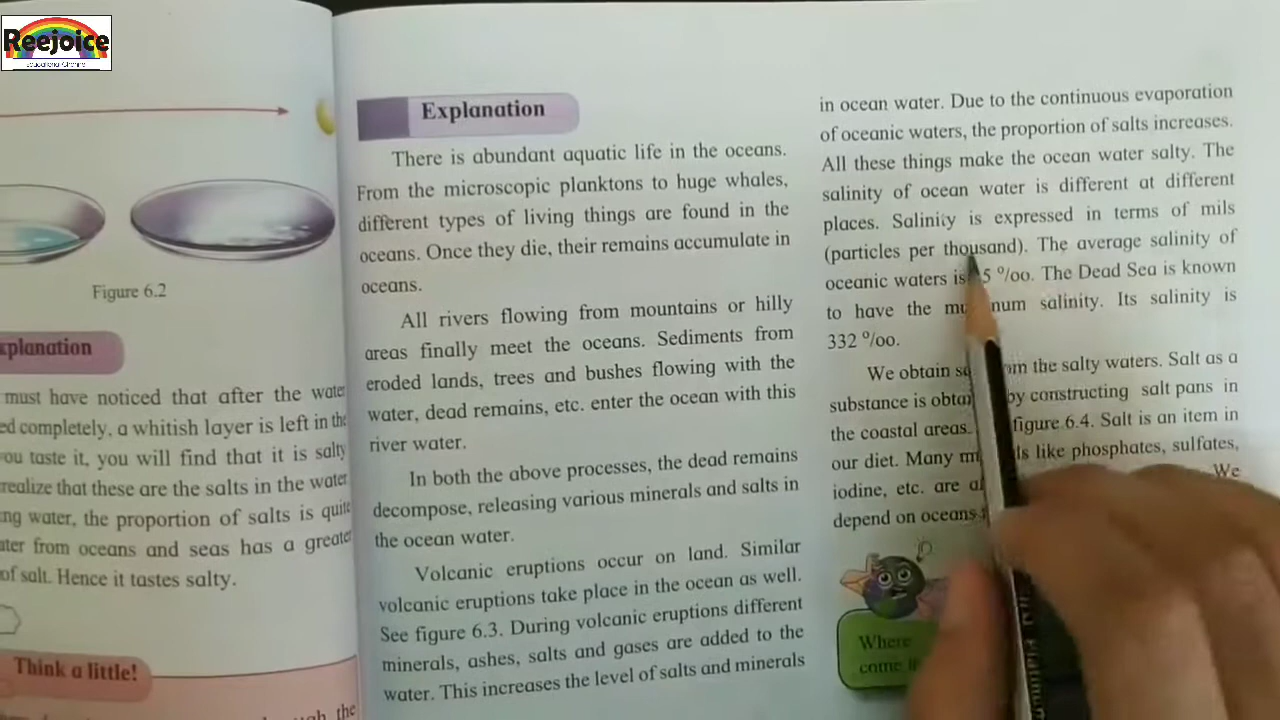 Reejoice
Educational Channel
Figure 6.2
xplanation
must have noticed that after the water
ed completely, a whitish layer is left in the
ou taste it, you will find that it is salty
realize that these are the salts in the water
ng water, the proportion of salts is quite
ater from oceans and seas has a greater
of salt. Hence it tastes salty.
Think a little!
the
Explanation
There is abundant aquatic life in the oceans.
From the microscopic planktons to huge whales,
different types of living things are found in the
oceans. Once they die, their remains accumulate in
oceans.
All rivers flowing from mountains or hilly
areas finally meet the oceans. Sediments from
eroded lands, trees and bushes flowing with the
water, dead remains, etc. enter the ocean with this
river water.
In both the above processes, the dead remains
decompose, releasing various minerals and salts in
the ocean water.
Volcanic eruptions occur on land. Similar
volcanic eruptions take place in the ocean as well.
See figure 6.3. During volcanic eruptions different
minerals, ashes, salts and gases are added to the
water. This increases the level of salts and minerals
in ocean water. Due to the continuous evaporation
of oceanic waters, the proportion of salts increases.
All these things make the ocean water salty. The
salinity of ocean water is different at different
places. Salinity is expressed in terms of mils
(particles per thousand). The average salinity of
oceanic waters is 5 °/oo. The Dead Sea is known
to have the num salinity. Its salinity is
332 °/oo.
We obtain m the salty waters. Salt as a
substance is by constructing salt pans in
the coastal areas. figure 6.4. Salt is an item in
our diet. Many ls like phosphates, sulfates,
iodine, etc. are We
depend on oceans
Where
come